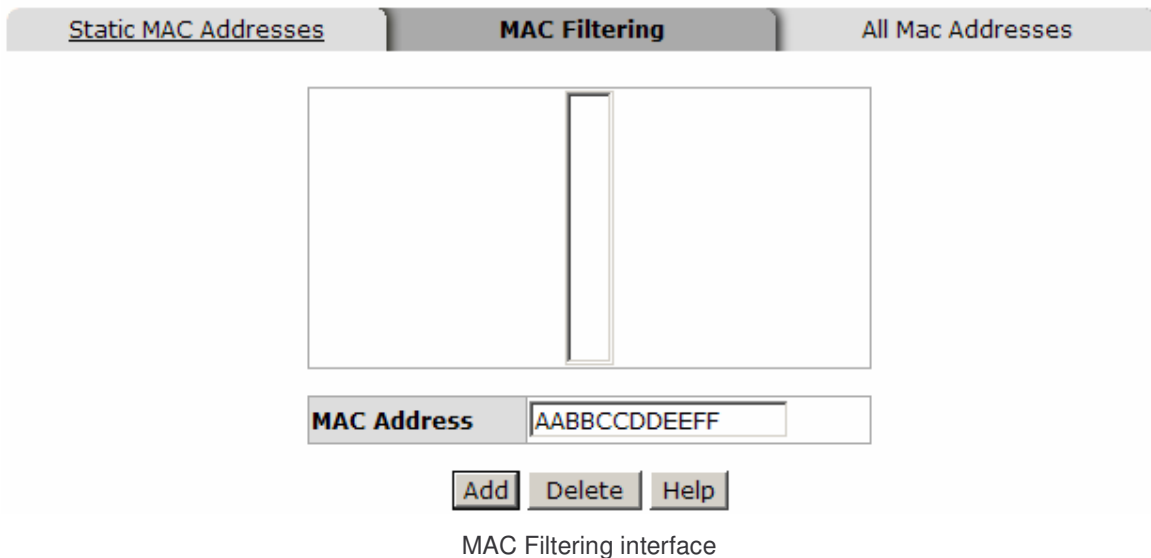 Static MAC Addresses MAC Filtering All Mac Addresses
MAC Address AABBCCDDEEFF
Add Delete Help
MAC Filtering interface